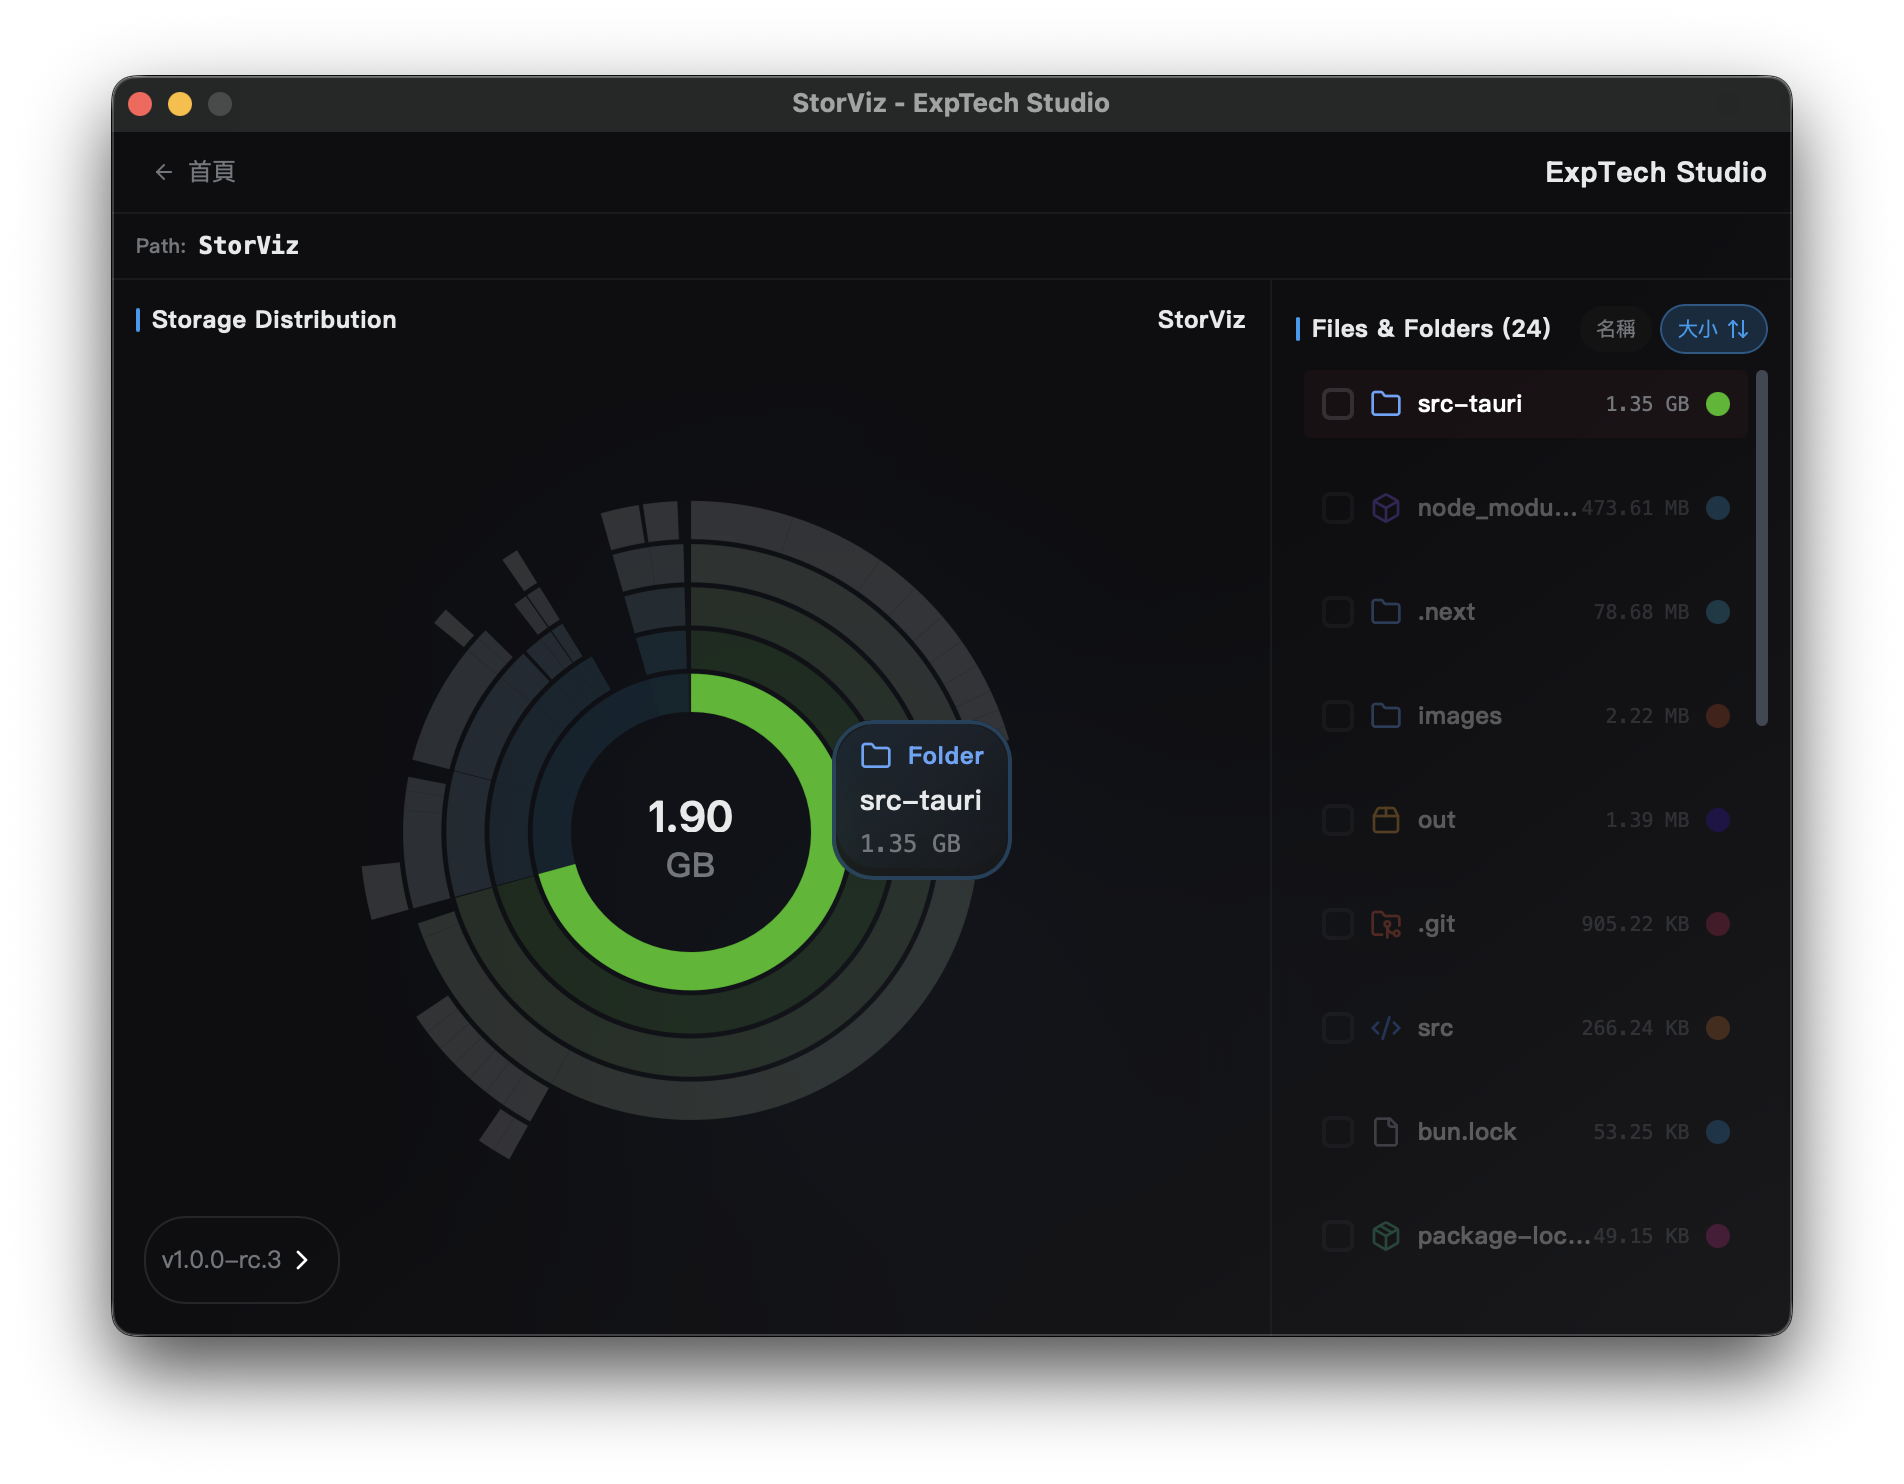 StorViz - ExpTech Studio
← 首頁
ExpTech Studio
Path: StorViz
Storage Distribution
StorViz
1.90
GB
Folder
src-tauri
1.35 GB
v1.0.0-rc.3
Files & Folders (24)
名稱
大小
src-tauri 1.35 GB
node_modu... 473.61 MB
.next 78.68 MB
images 2.22 MB
out 1.39 MB
.git 905.22 KB
src 266.24 KB
bun.lock 53.25 KB
package-loc... 49.15 KB